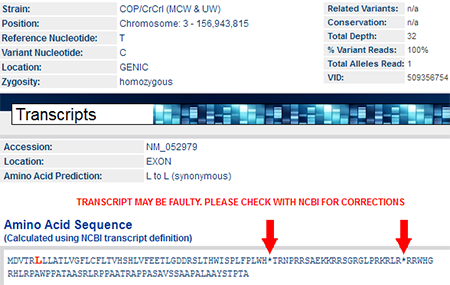 Strain: COP/CrCrl (MCW & UW) Related Variants: n/a
Position: Chromosome: 3 - 156,943,815 Conservation: n/a
Reference Nucleotide: T Total Depth: 32
Variant Nucleotide: C % Variant Reads: 100%
Location: GENIC Total Alleles Read: 1
Zygosity: homozygous VID: 509356754
Transcripts
Accession: NM_052979
Location: EXON
Amino Acid Prediction: L to L (synonymous)
TRANSCRIPT MAY BE FAULTY. PLEASE CHECK WITH NCBI FOR CORRECTIONS
Amino Acid Sequence
(Calculated using NCBI transcript definition)
MDVTRLLLATLVGFLCFLTVHSHLVFEETLGDDRSLTHWISPLFPLWH*TRNPRRSAEKKRRSGRGLPRKRLR*RRWHG
RHLRPAWPPATAASRLRPPAATRAPPASAVSSAAPALAAYSTPTA